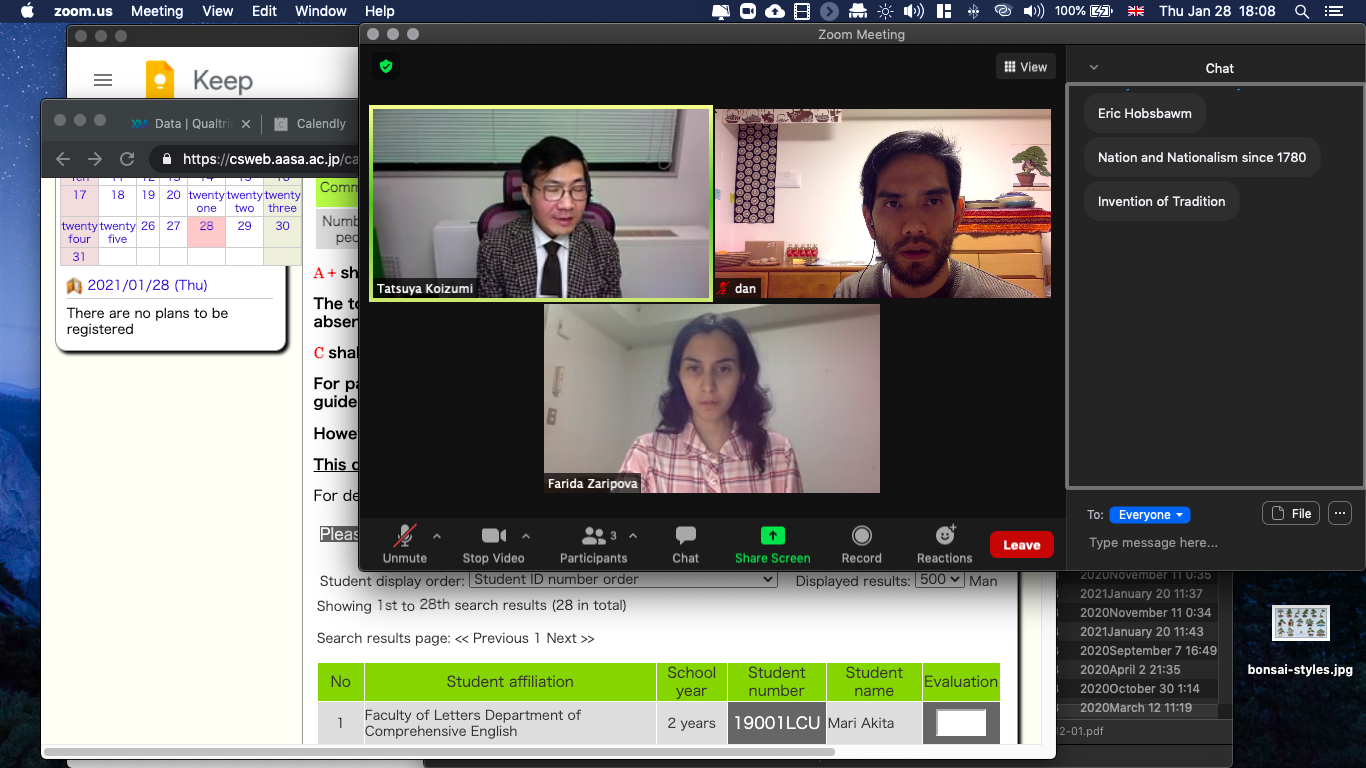 zoom.us Meeting View Edit Window Help
100% Thu Jan 28 18:08
Zoom Meeting
Keep
View
Chat
Data | Qualtri
Calendly
https://csweb.aasa.ac.jp/ca
Eric Hobsbawm
Nation and Nationalism since 1780
Invention of Tradition
Tatsuya Koizumi
dan
Farida Zaripova
ten 11 12 13 14 15 16
17 18 19 20 twenty one twenty two twenty three
twenty four twenty five 26 27 28 29 30
31
2021/01/28 (Thu)
There are no plans to be
registered
Comm
Numb
peo
A + sh
The to
absen
C shal
For pa
guide
Howe
This c
For de
Pleas
To: Everyone
File
Type message here...
Unmute
Stop Video
Participants
3
Chat
Share Screen
Record
Reactions
Leave
Student display order: Student ID number order
Displayed results: 500 Man
Showing 1st to 28th search results (28 in total)
Search results page: << Previous 1 Next >>
No
Student affiliation
School year
Student number
Student name
Evaluation
1
Faculty of Letters Department of
Comprehensive English
2 years
19001LCU
Mari Akita
2020November 11 0:35
2021January 20 11:37
2020November 11 0:34
2021January 20 11:43
2020September 7 16:49
2020April 2 21:35
2020October 30 1:14
2020March 12 11:19
2-01.pdf
bonsai-styles.jpg